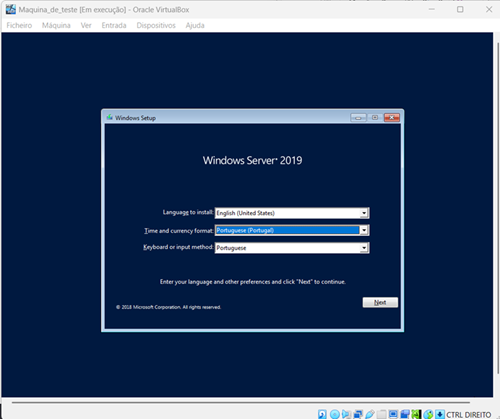 Maquina_de_teste [Em execução] - Oracle VirtualBox
Ficheiro Máquina Ver Entrada Dispositivos Ajuda
Windows Setup
Windows Server® 2019
Language to install: English (United States)
Time and currency format: Portuguese (Portugal)
Keyboard or input method: Portuguese
Enter your language and other preferences and click "Next" to continue.
© 2018 Microsoft Corporation. All rights reserved.
Next
CTRL DIREITO